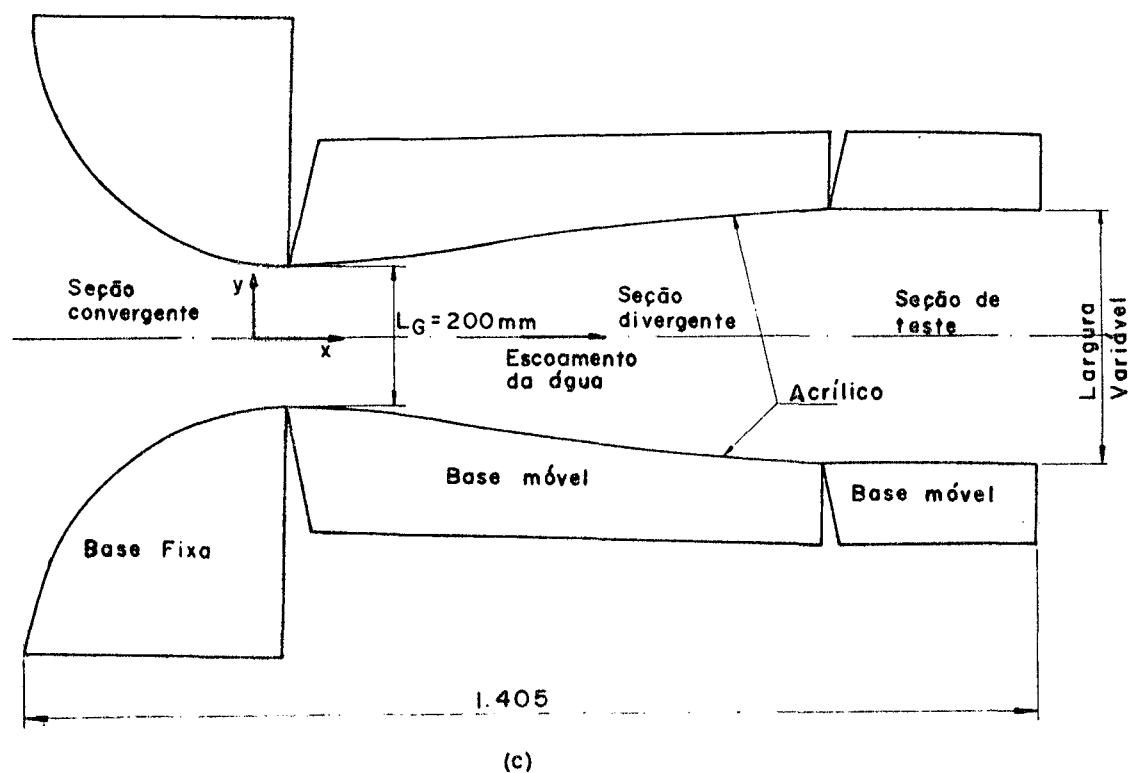 Seção
convergente
y
x
L_G = 200 mm
Escoamento
da água
Seção
divergente
Seção de
teste
Acrílico
Largura
Variável
Base móvel
Base móvel
Base Fixa
1.405
(c)